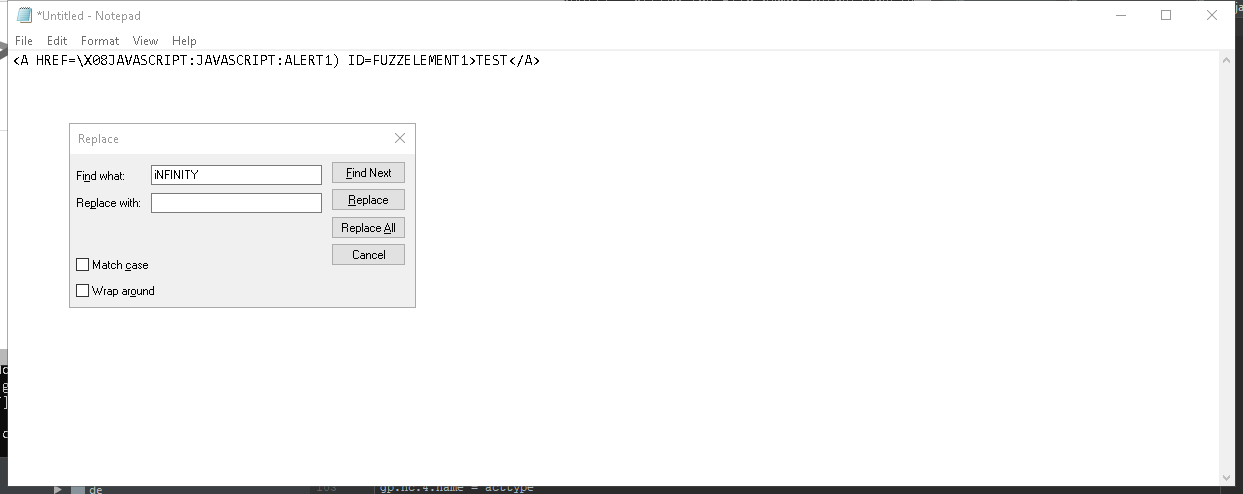 *Untitled - Notepad
File Edit Format View Help
<A HREF=\X08JAVASCRIPT:JAVASCRIPT:ALERT1) ID=FUZZELEMENT1>TEST</A>
Replace
Find what: iNFINITY Find Next
Replace with: Replace
Replace All
Cancel
Match case
Wrap around
de
gp.nc.4.name = acttype